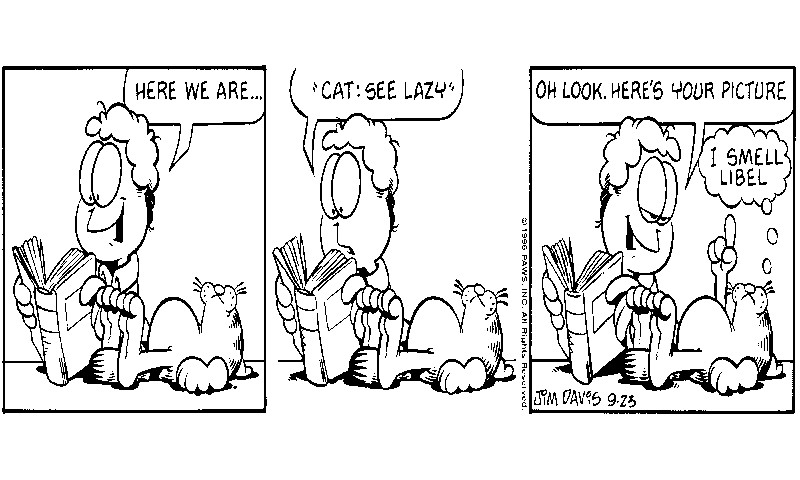 HERE WE ARE...
"CAT: SEE LAZY"
OH LOOK. HERE'S YOUR PICTURE
I SMELL
LIBEL
© 1996 PAWS, INC. All Rights Reserved.
JIM DAVIS 9-23